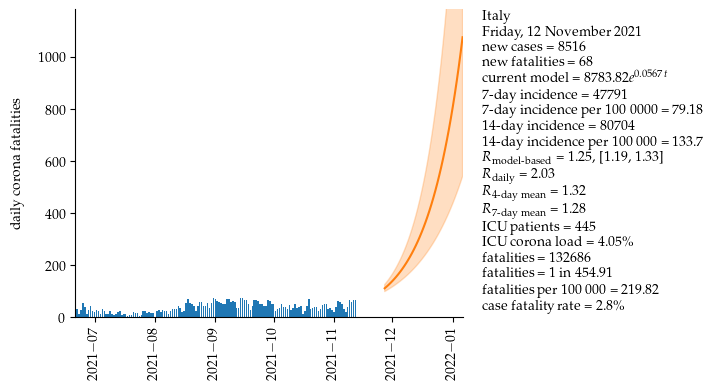 daily corona fatalities
1000
800
600
400
200
0
2021−07
2021−08
2021−09
2021−10
2021−11
2021−12
2022−01
Italy
Friday, 12 November 2021
new cases = 8516
new fatalities = 68
current model = 8783.82e^0.0567 t
7-day incidence = 47791
7-day incidence per 100 0000 = 79.18
14-day incidence = 80704
14-day incidence per 100 000 = 133.7
R_model-based = 1.25, [1.19, 1.33]
R_daily = 2.03
R_4-day mean = 1.32
R_7-day mean = 1.28
ICU patients = 445
ICU corona load = 4.05%
fatalities = 132686
fatalities = 1 in 454.91
fatalities per 100 000 = 219.82
case fatality rate = 2.8%